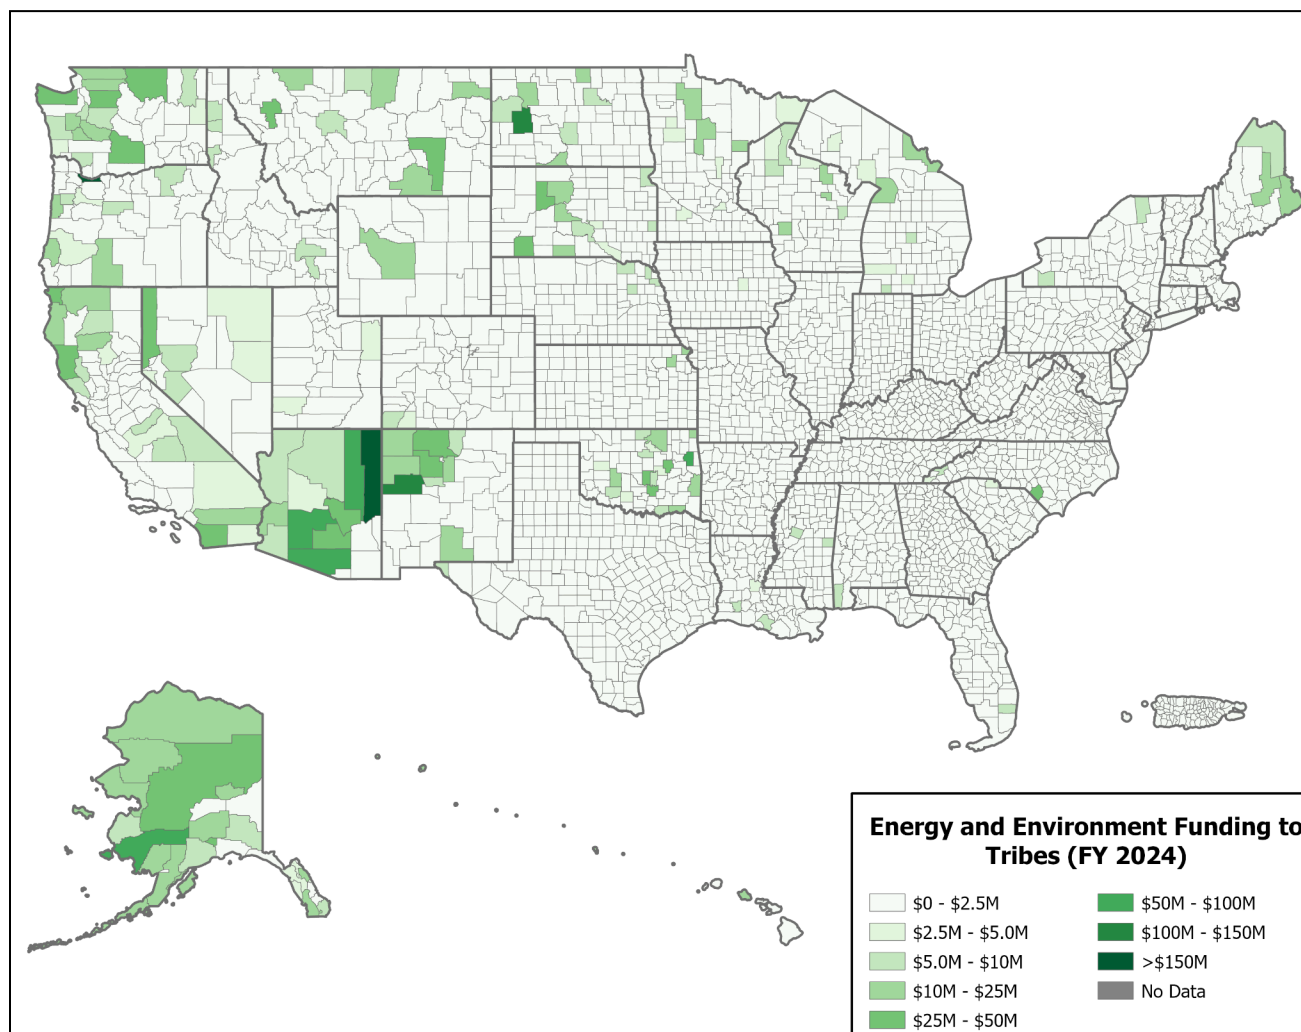 Energy and Environment Funding to
Tribes (FY 2024)
$0 - $2.5M
$2.5M - $5.0M
$5.0M - $10M
$10M - $25M
$25M - $50M
$50M - $100M
$100M - $150M
>$150M
No Data